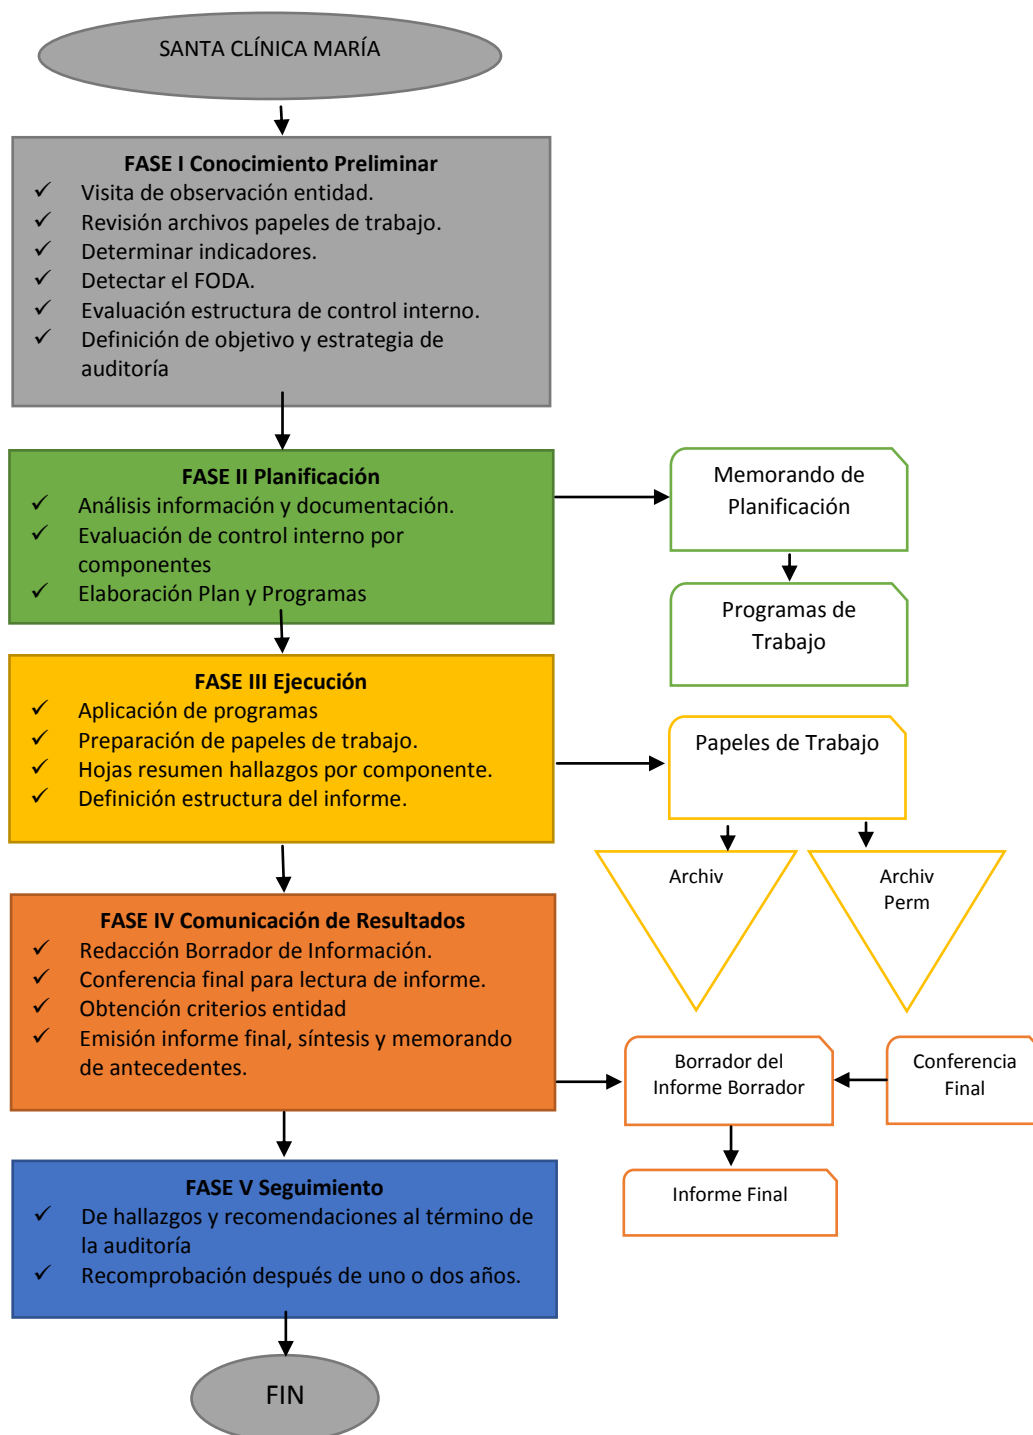 SANTA CLÍNICA MARÍA
FASE I Conocimiento Preliminar
✓ Visita de observación entidad.
✓ Revisión archivos papeles de trabajo.
✓ Determinar indicadores.
✓ Detectar el FODA.
✓ Evaluación estructura de control interno.
✓ Definición de objetivo y estrategia de
auditoría
FASE II Planificación
✓ Análisis información y documentación.
✓ Evaluación de control interno por
componentes
✓ Elaboración Plan y Programas
Memorando de
Planificación
Programas de
Trabajo
FASE III Ejecución
✓ Aplicación de programas
✓ Preparación de papeles de trabajo.
✓ Hojas resumen hallazgos por componente.
✓ Definición estructura del informe.
Papeles de Trabajo
Archiv
Archiv
Perm
FASE IV Comunicación de Resultados
✓ Redacción Borrador de Información.
✓ Conferencia final para lectura de informe.
✓ Obtención criterios entidad
✓ Emisión informe final, síntesis y memorando
de antecedentes.
Borrador del
Informe Borrador
Conferencia
Final
Informe Final
FASE V Seguimiento
✓ De hallazgos y recomendaciones al término de
la auditoría
✓ Recomprobación después de uno o dos años.
FIN